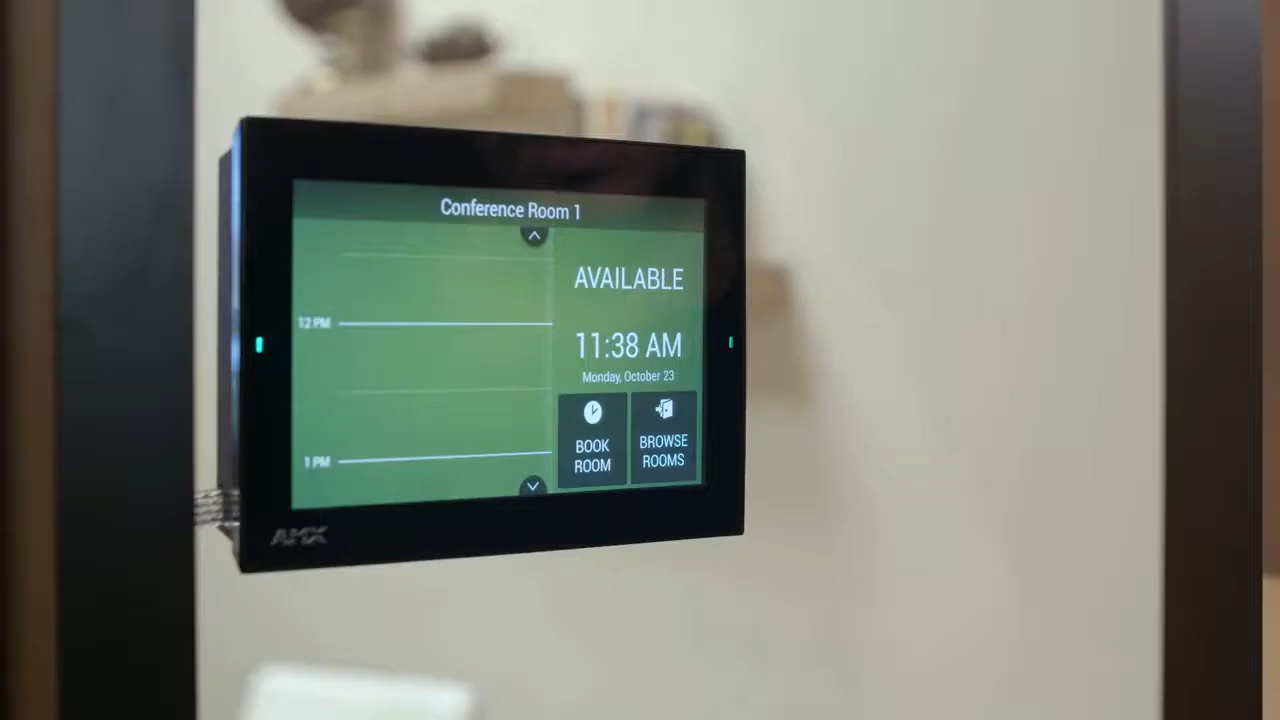 Conference Room 1
AVAILABLE
12 PM
11:38 AM
Monday, October 23
1 PM
BOOK
ROOM
BROWSE
ROOMS
AMX